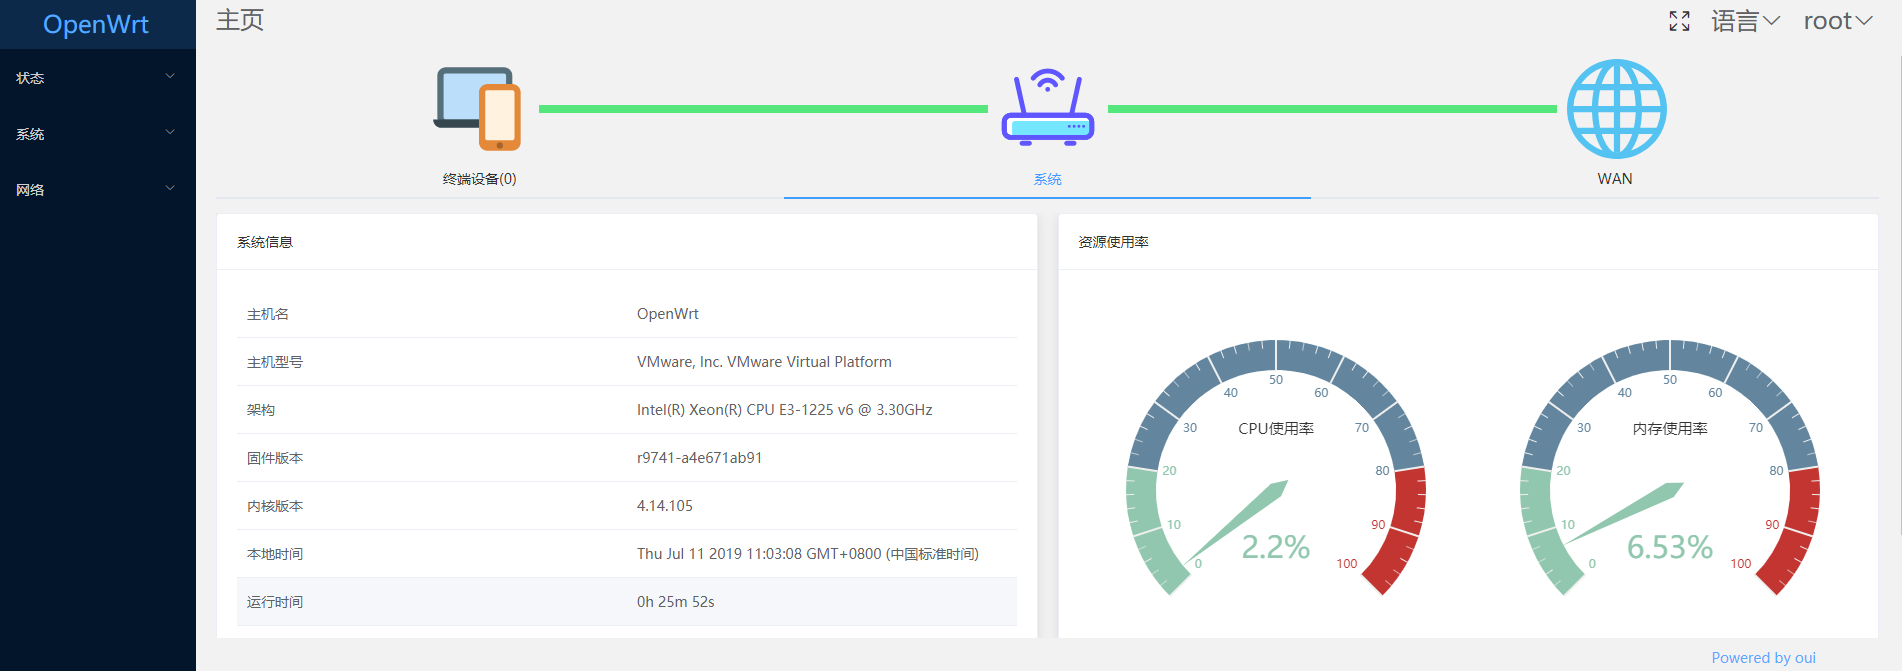 OpenWrt
主页
语言
root
状态
系统
网络
终端设备(0)
系统
WAN
系统信息
主机名 OpenWrt
主机型号 VMware, Inc. VMware Virtual Platform
架构 Intel(R) Xeon(R) CPU E3-1225 v6 @ 3.30GHz
固件版本 r9741-a4e671ab91
内核版本 4.14.105
本地时间 Thu Jul 11 2019 11:03:08 GMT+0800 (中国标准时间)
运行时间 0h 25m 52s
资源使用率
0
10
20
30
40
50
60
70
80
90
100
CPU使用率
2.2%
0
10
20
30
40
50
60
70
80
90
100
内存使用率
6.53%
Powered by oui